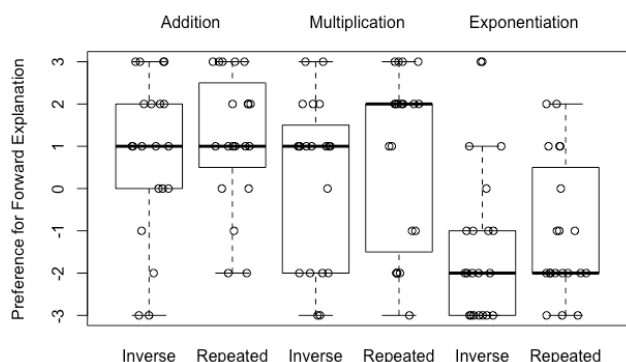 Addition Multiplication Exponentiation
Preference for Forward Explanation
3
2
1
0
-1
-2
-3
Inverse Repeated Inverse Repeated Inverse Repeated